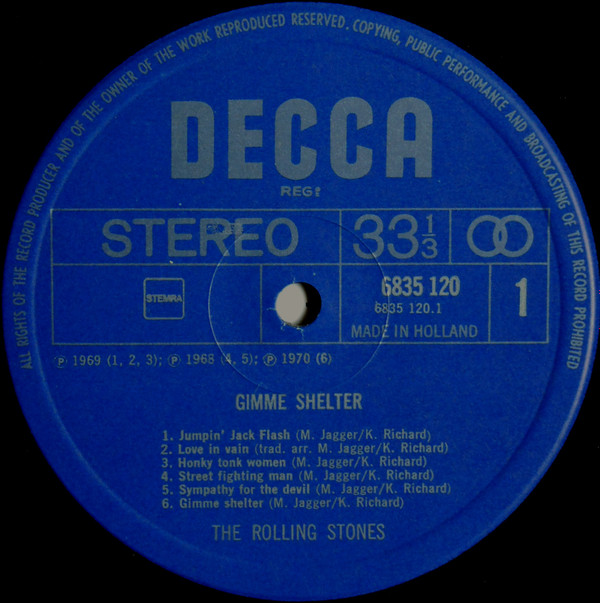 ALL RIGHTS OF THE RECORD PRODUCER AND OF THE OWNER OF THE WORK REPRODUCED RESERVED. COPYING, PUBLIC PERFORMANCE AND BROADCASTING OF THIS RECORD PROHIBITED
DECCA
REGT
STEREO 33 1/3
STEMRA
6835 120
6835 120.1
1
MADE IN HOLLAND
℗ 1969 (1, 2, 3); ℗ 1968 (4, 5); ℗ 1970 (6)
GIMME SHELTER
1. Jumpin' Jack Flash (M. Jagger/K. Richard)
2. Love in vain (trad. arr. M. Jagger/K. Richard)
3. Honky tonk women (M. Jagger/K. Richard)
4. Street fighting man (M. Jagger/K. Richard)
5. Sympathy for the devil (M. Jagger/K. Richard)
6. Gimme shelter (M. Jagger/K. Richard)
THE ROLLING STONES